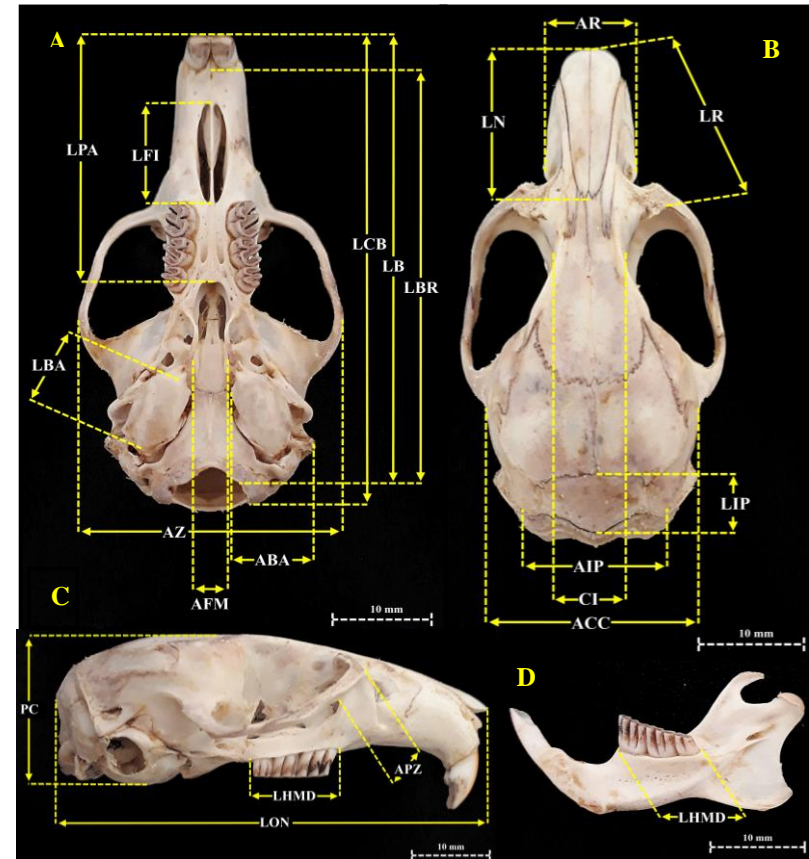 A
AR
B
LPA
LFI
LN
LR
LCB
LB
LBR
LBA
LIP
AZ
ABA
AIP
AFM
CI
ACC
10 mm
10 mm
C
D
PC
APZ
LHMD
LON
LHMD
10 mm
10 mm